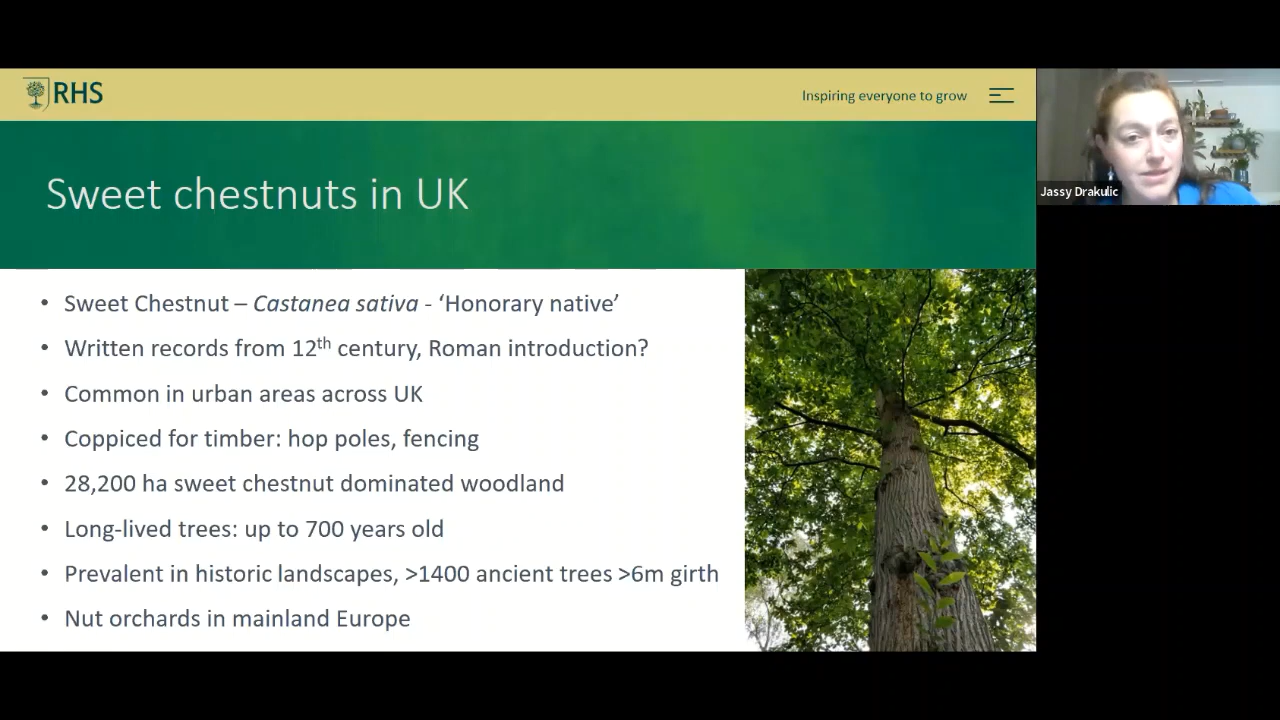 RHS
Inspiring everyone to grow
Jassy Drakulic
Sweet chestnuts in UK
• Sweet Chestnut – Castanea sativa - ‘Honorary native’
• Written records from 12th century, Roman introduction?
• Common in urban areas across UK
• Coppiced for timber: hop poles, fencing
• 28,200 ha sweet chestnut dominated woodland
• Long-lived trees: up to 700 years old
• Prevalent in historic landscapes, >1400 ancient trees >6m girth
• Nut orchards in mainland Europe